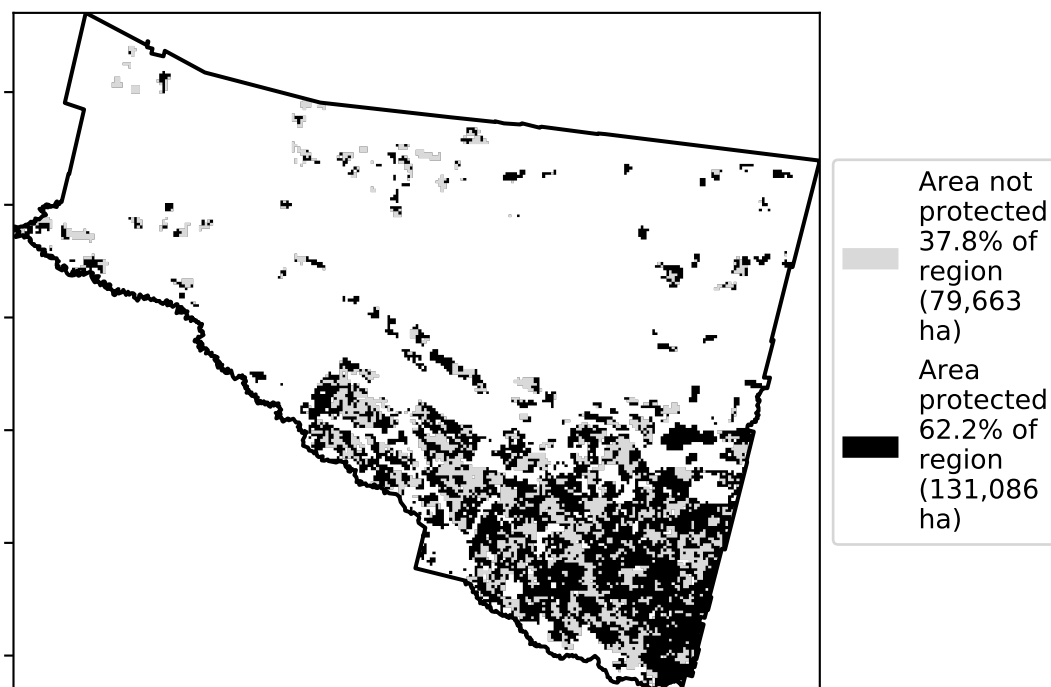 Area not
protected
37.8% of
region
(79,663
ha)
Area
protected
62.2% of
region
(131,086
ha)